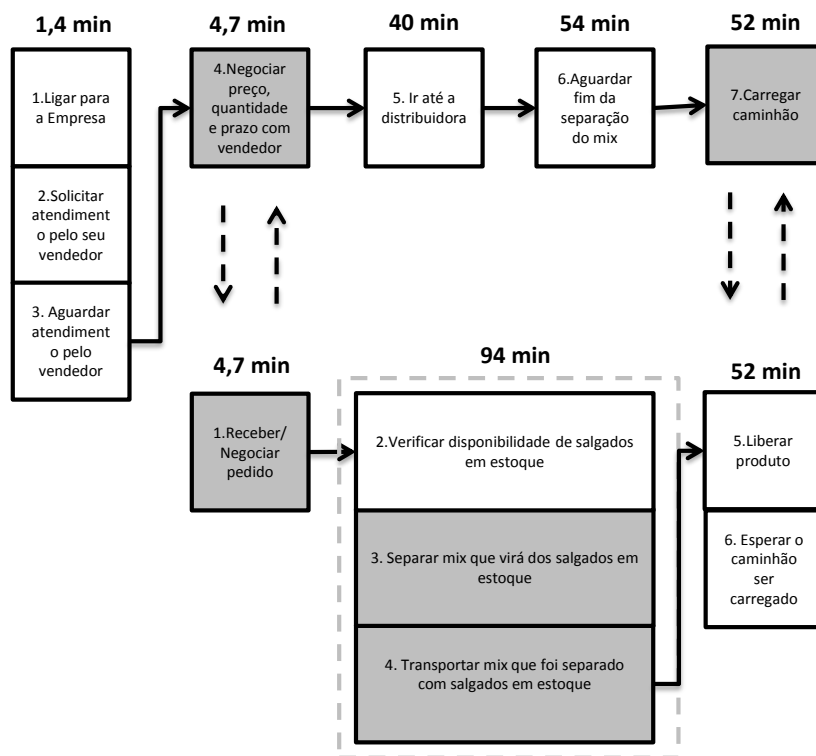 1,4 min
4,7 min
40 min
54 min
52 min
1.Ligar para
a Empresa
2.Solicitar
atendiment
o pelo seu
vendedor
3. Aguardar
atendiment
o pelo
vendedor
4.Negociar
preço,
quantidade
e prazo com
vendedor
5. Ir até a
distribuidora
6.Aguardar
fim da
separação
do mix
7.Carregar
caminhão
4,7 min
94 min
52 min
1.Receber/
Negociar
pedido
2.Verificar disponibilidade de salgados
em estoque
3. Separar mix que virá dos salgados em
estoque
4. Transportar mix que foi separado
com salgados em estoque
5.Liberar
produto
6. Esperar o
caminhão
ser
carregado